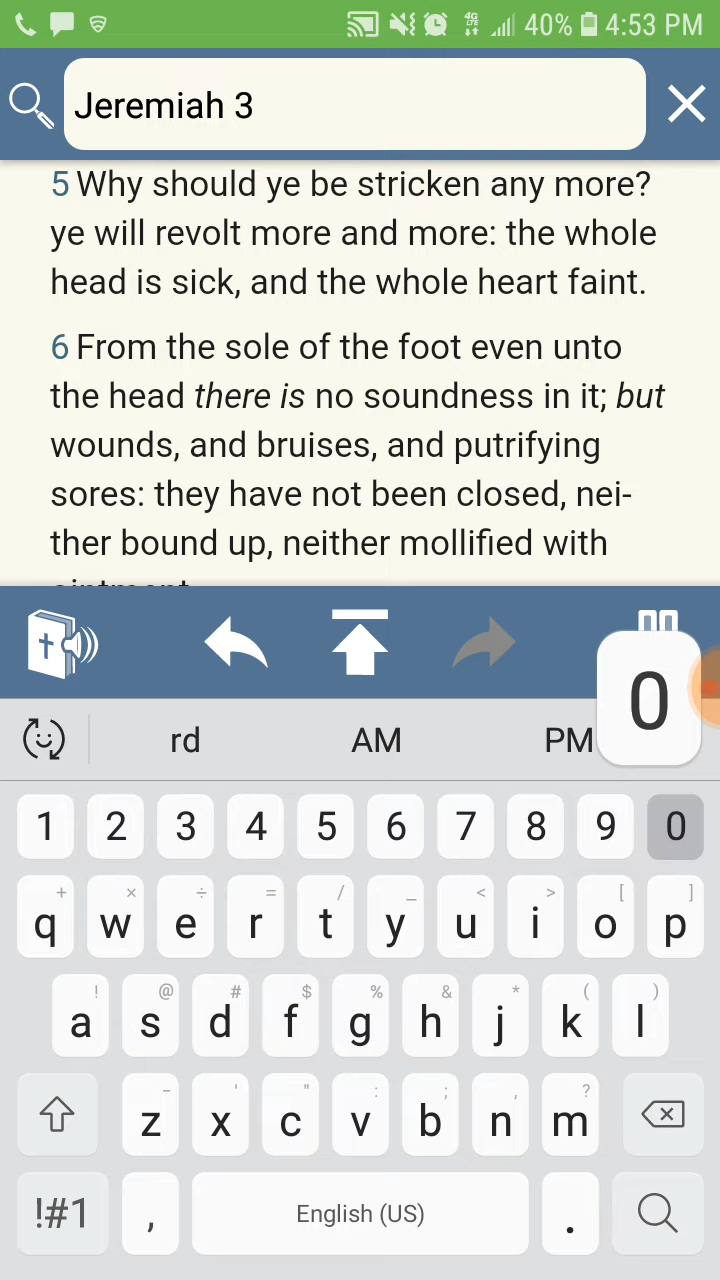 4G LTE 40% 4:53 PM
Jeremiah 3
5 Why should ye be stricken any more?
ye will revolt more and more: the whole
head is sick, and the whole heart faint.
6 From the sole of the foot even unto
the head there is no soundness in it; but
wounds, and bruises, and putrifying
sores: they have not been closed, nei-
ther bound up, neither mollified with
0
rd AM PM
1 2 3 4 5 6 7 8 9 0
+ × ÷ = / _ < > [ ]
q w e r t y u i o p
! @ # $ % & * ( )
a s d f g h j k l
- ' " : ; , ?
z x c v b n m
!#1 , English (US) .